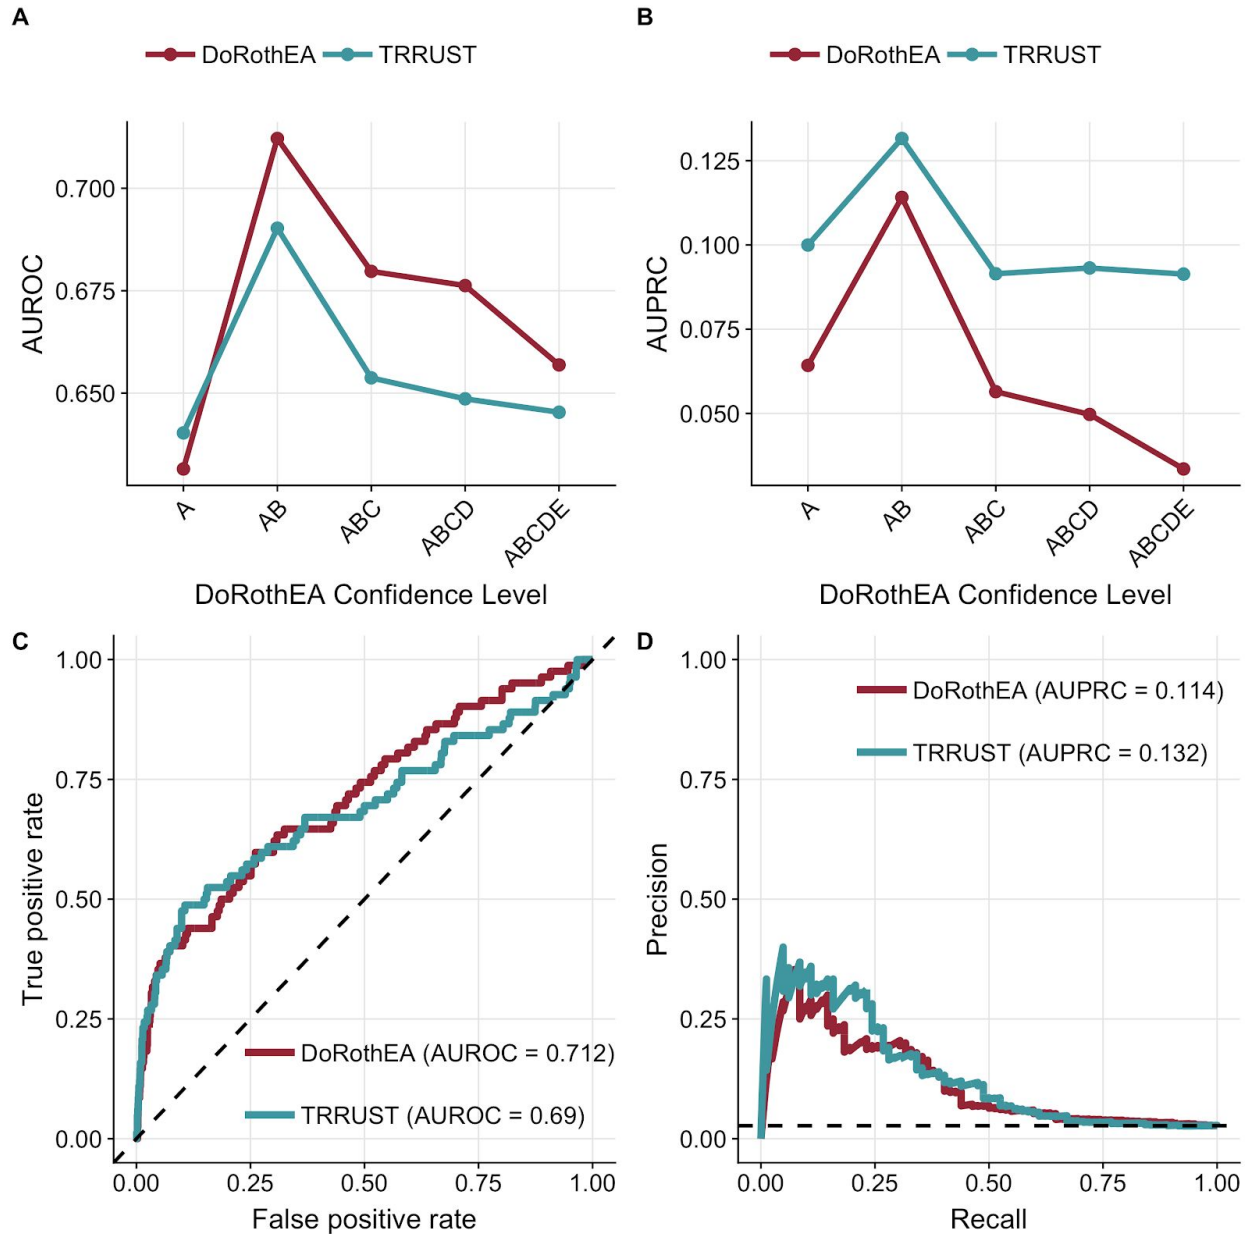 A
DoRothEA TRRUST
AUROC
0.700
0.675
0.650
A AB ABC ABCD ABCDE
DoRothEA Confidence Level
B
DoRothEA TRRUST
AUPRC
0.125
0.100
0.075
0.050
A AB ABC ABCD ABCDE
DoRothEA Confidence Level
C
True positive rate
1.00
0.75
0.50
0.25
0.00
DoRothEA (AUROC = 0.712)
TRRUST (AUROC = 0.69)
0.00 0.25 0.50 0.75 1.00
False positive rate
D
Precision
1.00
0.75
0.50
0.25
0.00
DoRothEA (AUPRC = 0.114)
TRRUST (AUPRC = 0.132)
0.00 0.25 0.50 0.75 1.00
Recall